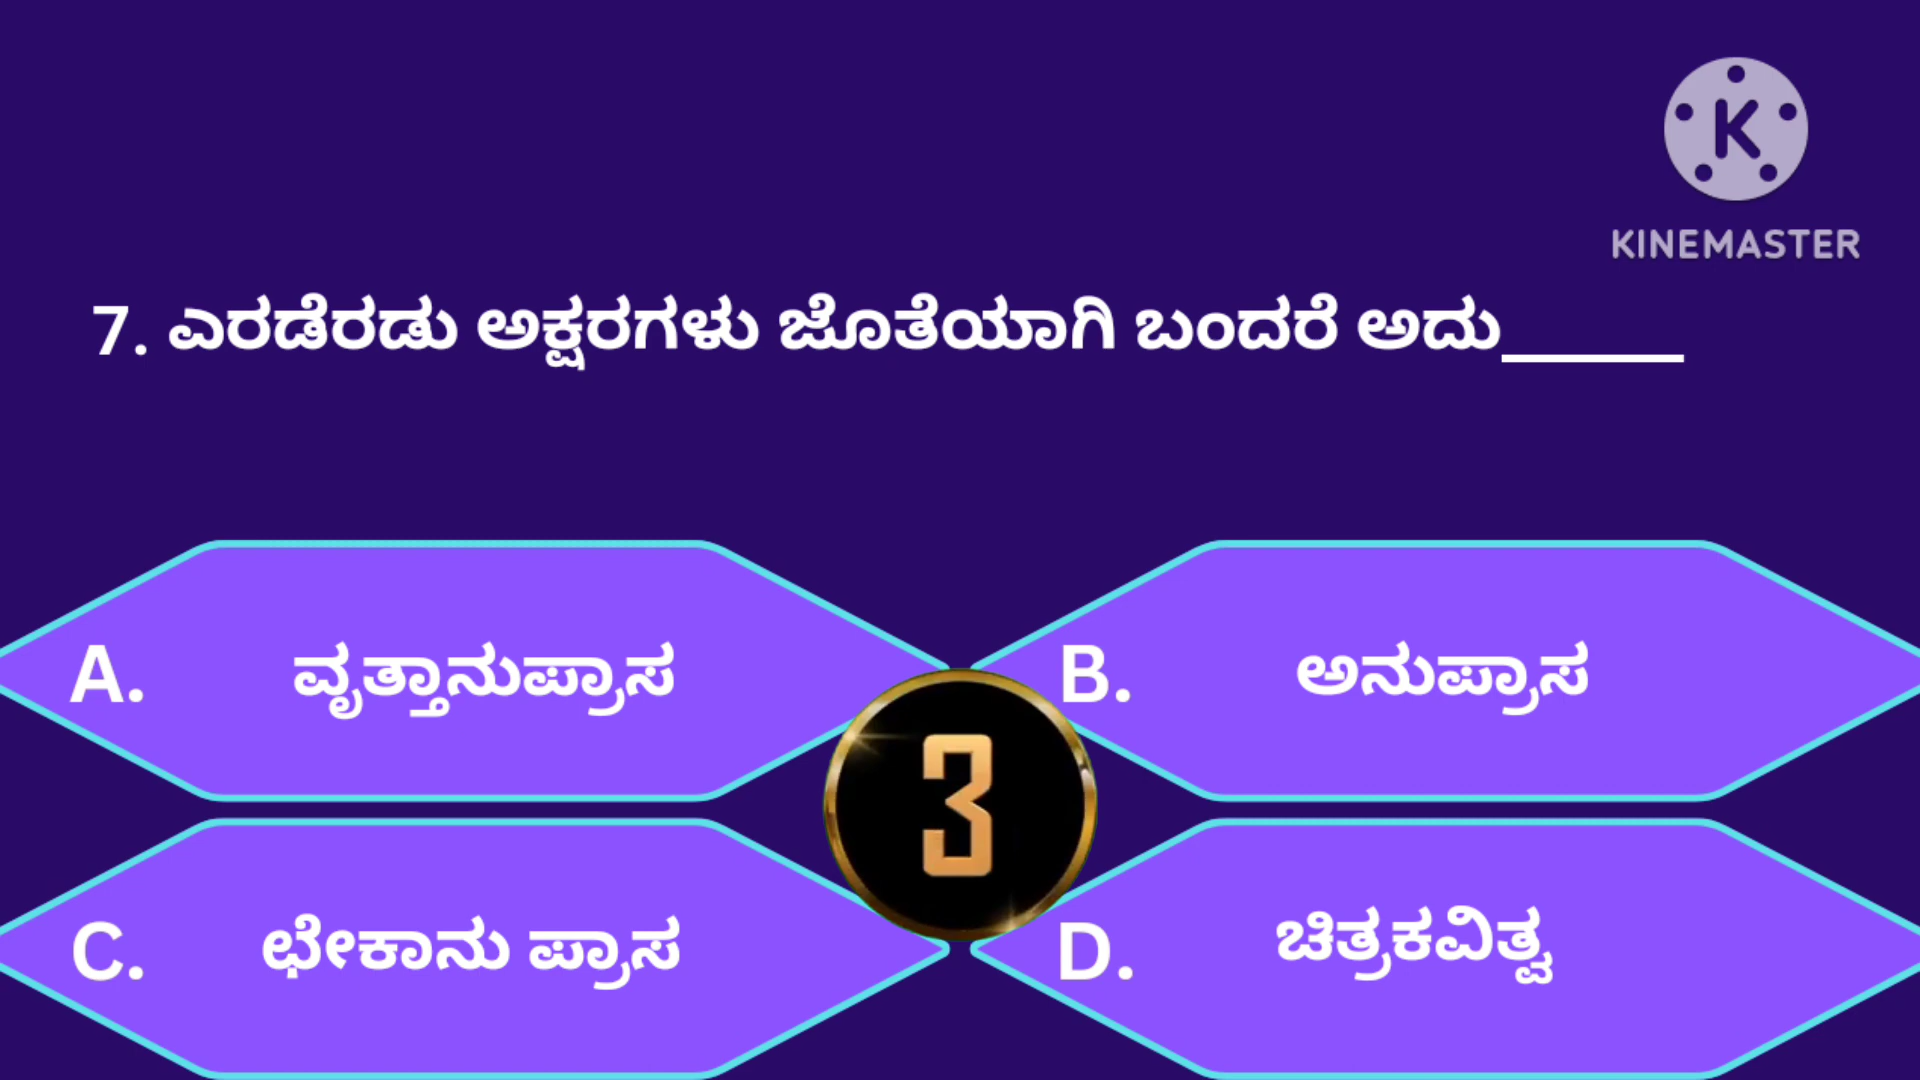 KINEMASTER
7. ಎರಡೆರಡು ಅಕ್ಷರಗಳು ಜೊತೆಯಾಗಿ ಬಂದರೆ ಅದು_____
A. ವೃತ್ತಾನುಪ್ರಾಸ
B. ಅನುಪ್ರಾಸ
3
C. ಛೇಕಾನು ಪ್ರಾಸ
D. ಚಿತ್ರಕವಿತ್ವ